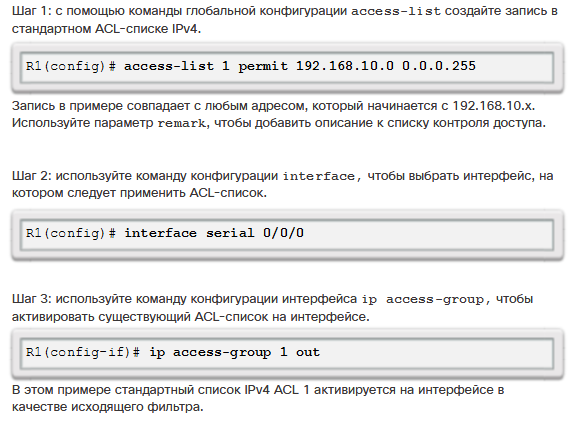 Шаг 1: с помощью команды глобальной конфигурации access-list создайте запись в
стандартном ACL-списке IPv4.
R1(config)# access-list 1 permit 192.168.10.0 0.0.0.255
Запись в примере совпадает с любым адресом, который начинается с 192.168.10.x.
Используйте параметр remark, чтобы добавить описание к списку контроля доступа.
Шаг 2: используйте команду конфигурации interface, чтобы выбрать интерфейс, на
котором следует применить ACL-список.
R1(config)# interface serial 0/0/0
Шаг 3: используйте команду конфигурации интерфейса ip access-group, чтобы
активировать существующий ACL-список на интерфейсе.
R1(config-if)# ip access-group 1 out
В этом примере стандартный список IPv4 ACL 1 активируется на интерфейсе в
качестве исходящего фильтра.